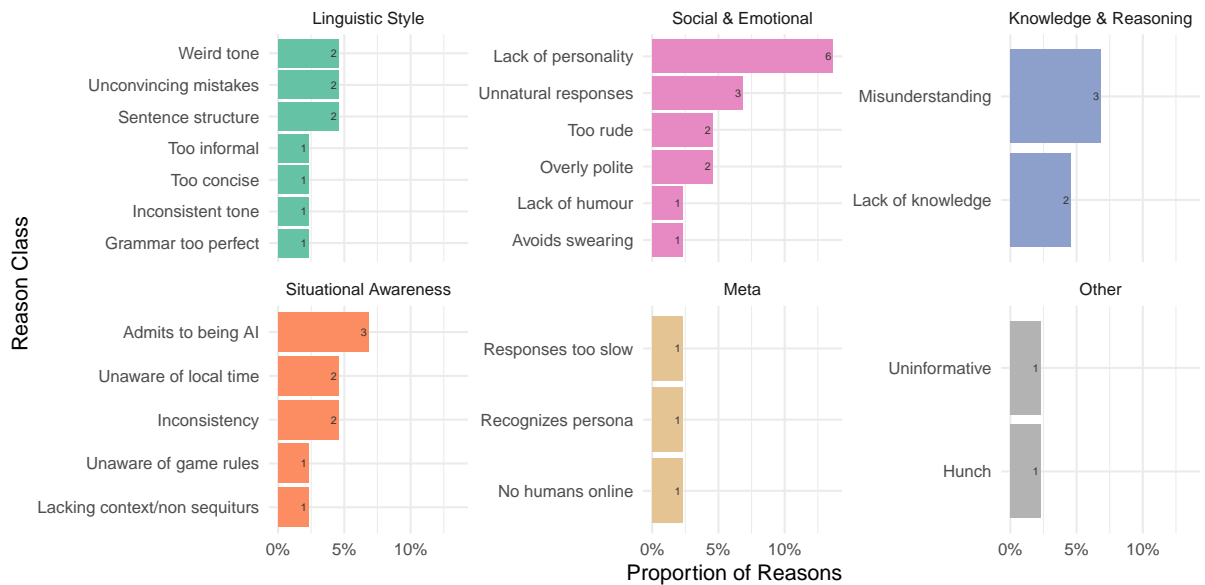 Linguistic Style
Weird tone 2
Unconvincing mistakes 2
Sentence structure 2
Too informal 1
Too concise 1
Inconsistent tone 1
Grammar too perfect 1
Social & Emotional
Lack of personality 6
Unnatural responses 3
Too rude 2
Overly polite 2
Lack of humour 1
Avoids swearing 1
Knowledge & Reasoning
Misunderstanding 3
Lack of knowledge 2
Reason Class
Situational Awareness
Admits to being AI 3
Unaware of local time 2
Inconsistency 2
Unaware of game rules 1
Lacking context/non sequiturs 1
0% 5% 10%
Meta
Responses too slow 1
Recognizes persona 1
No humans online 1
0% 5% 10%
Other
Uninformative 1
Hunch 1
0% 5% 10%
Proportion of Reasons